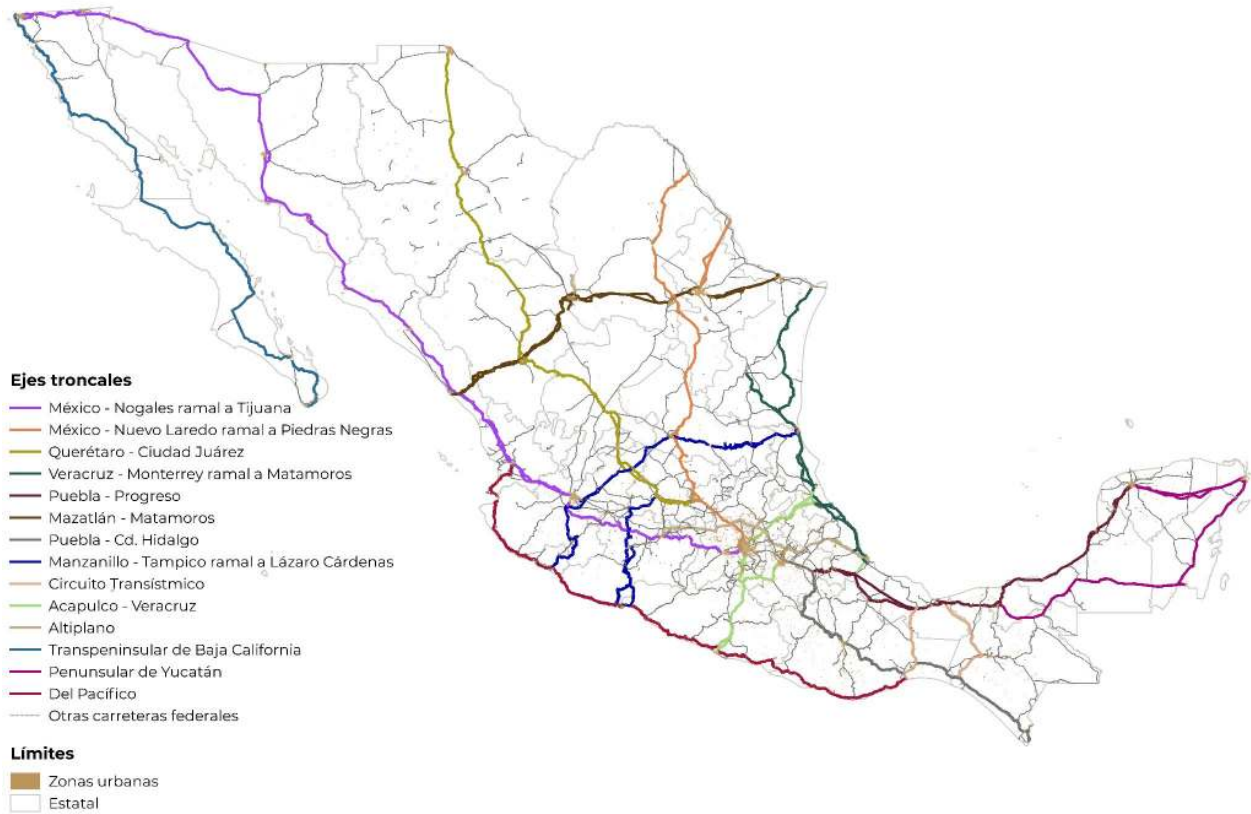 Ejes troncales
México - Nogales ramal a Tijuana
México - Nuevo Laredo ramal a Piedras Negras
Querétaro - Ciudad Juárez
Veracruz - Monterrey ramal a Matamoros
Puebla - Progreso
Mazatlán - Matamoros
Puebla - Cd. Hidalgo
Manzanillo - Tampico ramal a Lázaro Cárdenas
Circuito Transístmico
Acapulco - Veracruz
Altiplano
Transpeninsular de Baja California
Penunsular de Yucatán
Del Pacífico
Otras carreteras federales
Límites
Zonas urbanas
Estatal